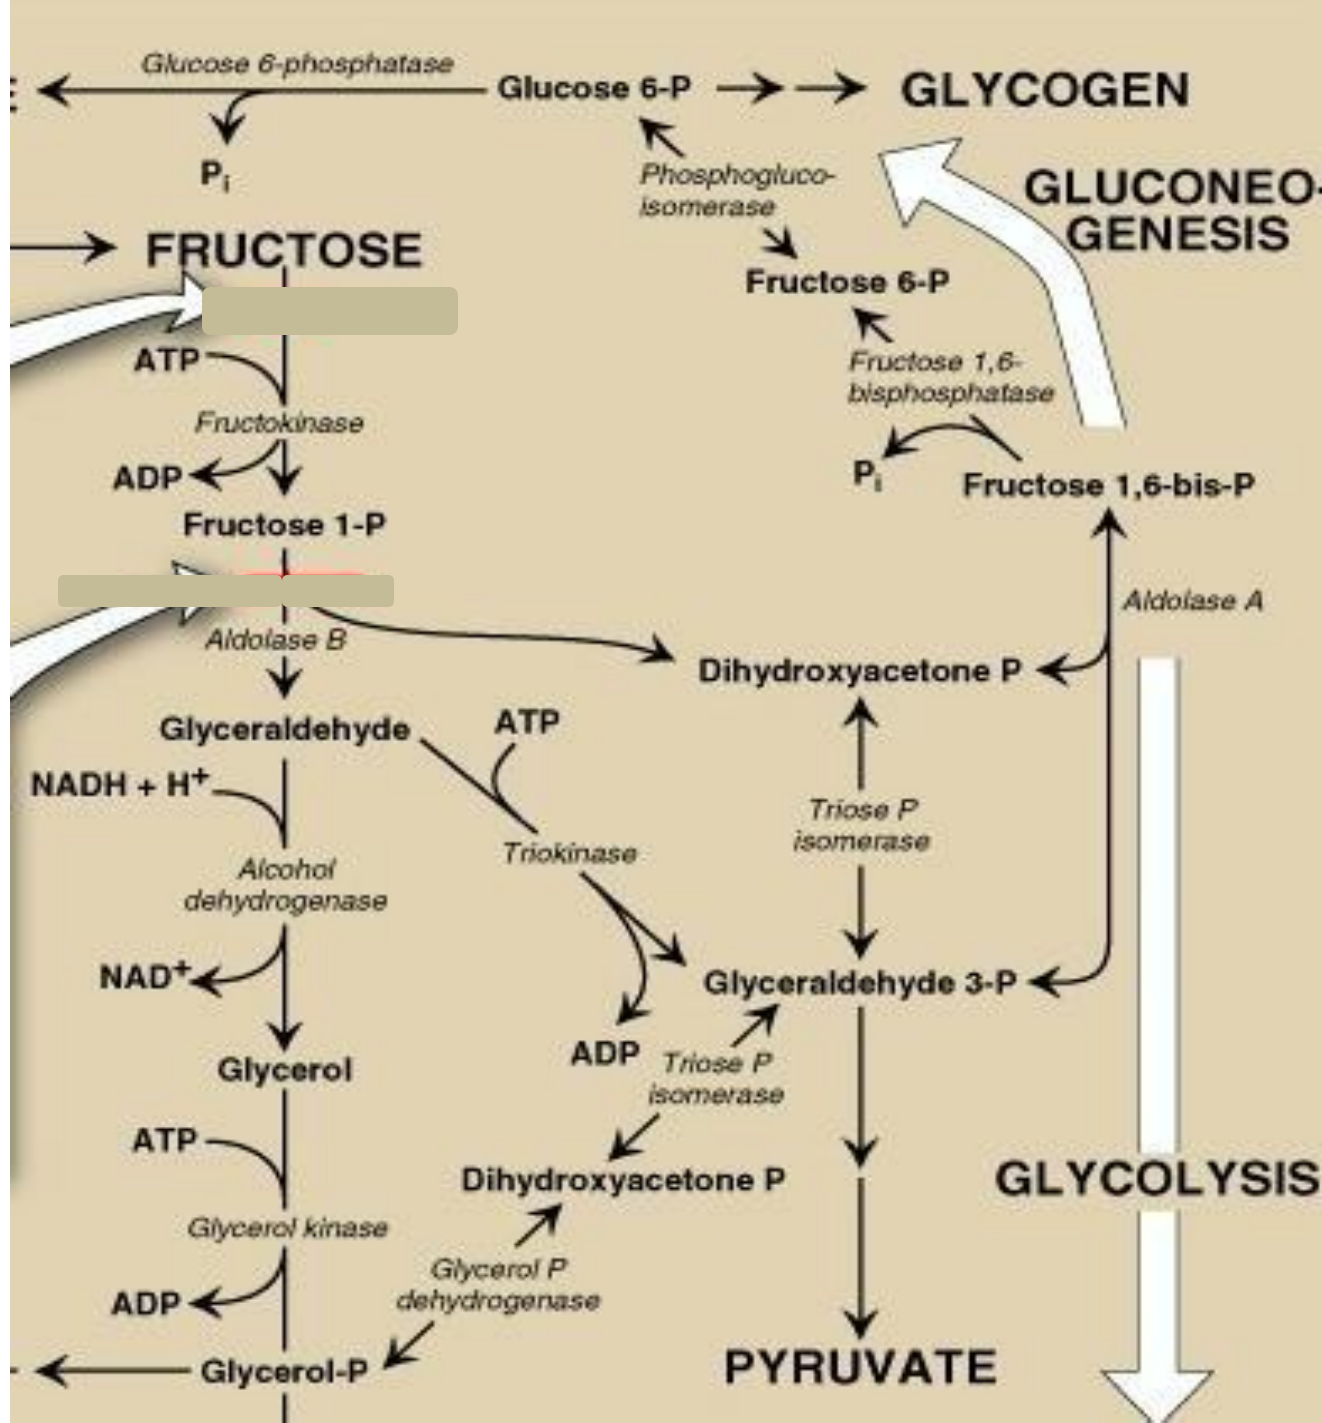 Glucose 6-phosphatase
E
Glucose 6-P
GLYCOGEN
Pi
Phosphogluco-
isomerase
GLUCONEO-
GENESIS
FRUCTOSE
Fructose 6-P
ATP
Fructose 1,6-
bisphosphatase
Fructokinase
ADP
Pi
Fructose 1,6-bis-P
Fructose 1-P
Aldolase A
Aldolase B
Dihydroxyacetone P
Glyceraldehyde
ATP
NADH + H+
Triose P
isomerase
Triokinase
Alcohol
dehydrogenase
NAD+
Glyceraldehyde 3-P
ADP
Triose P
isomerase
Glycerol
ATP
Dihydroxyacetone P
GLYCOLYSIS
Glycerol kinase
Glycerol P
dehydrogenase
ADP
Glycerol-P
PYRUVATE